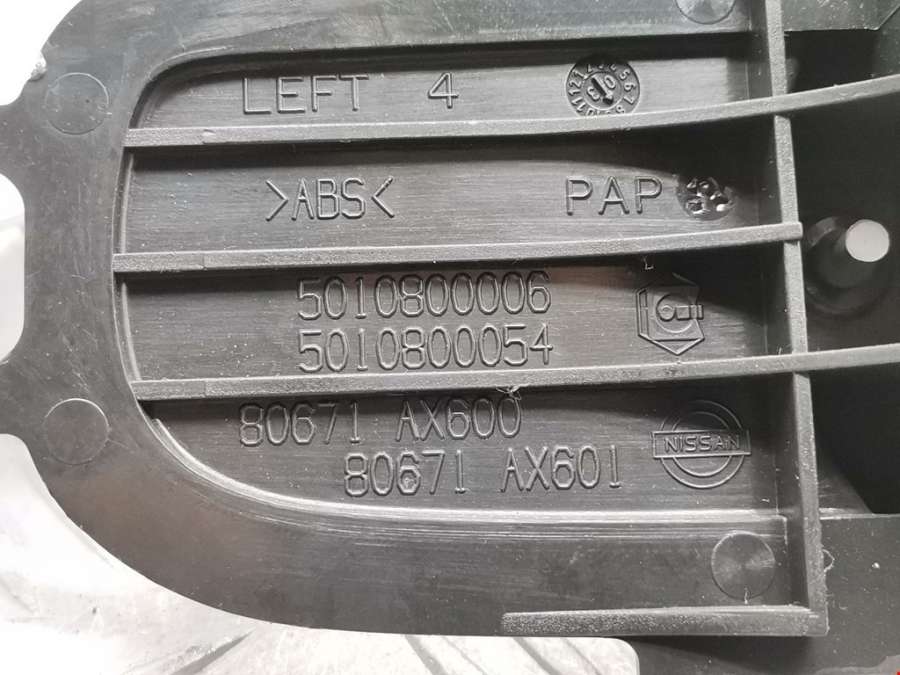 LEFT 4
>ABS<
PAP
5010800006
5010800054
80671 AX600
80671 AX601
NISSAN